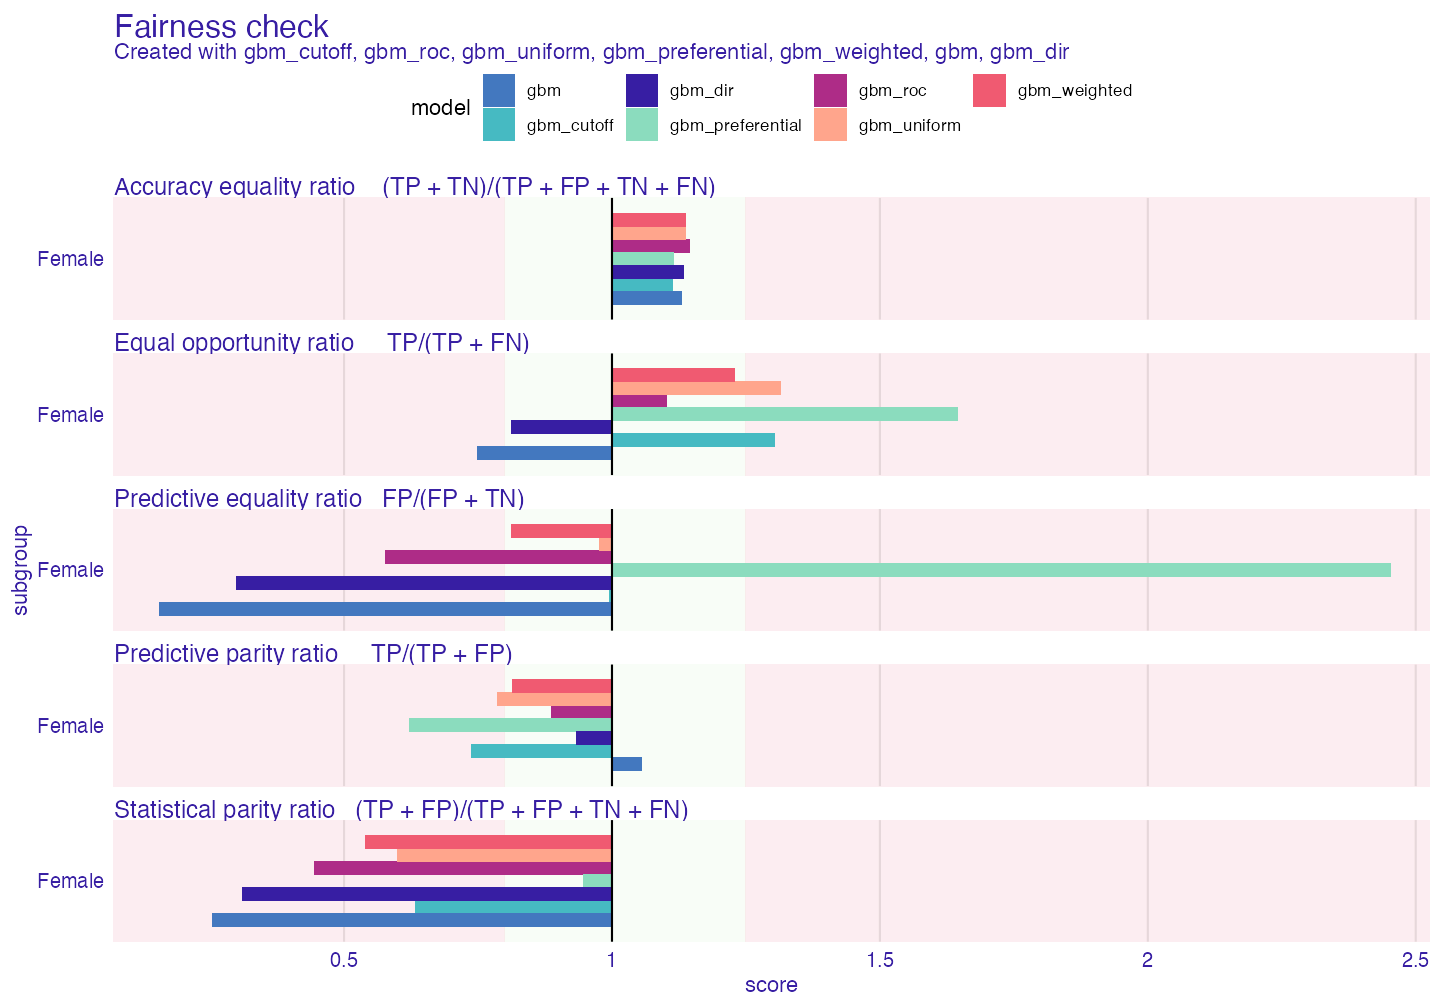 Fairness check
Created with gbm_cutoff, gbm_roc, gbm_uniform, gbm_preferential, gbm_weighted, gbm, gbm_dir
model
gbm
gbm_dir
gbm_roc
gbm_weighted
gbm_cutoff
gbm_preferential
gbm_uniform
Accuracy equality ratio (TP + TN)/(TP + FP + TN + FN)
Female
Equal opportunity ratio TP/(TP + FN)
Female
Predictive equality ratio FP/(FP + TN)
Female
subgroup
Predictive parity ratio TP/(TP + FP)
Female
Statistical parity ratio (TP + FP)/(TP + FP + TN + FN)
Female
0.5 1 1.5 2 2.5
score